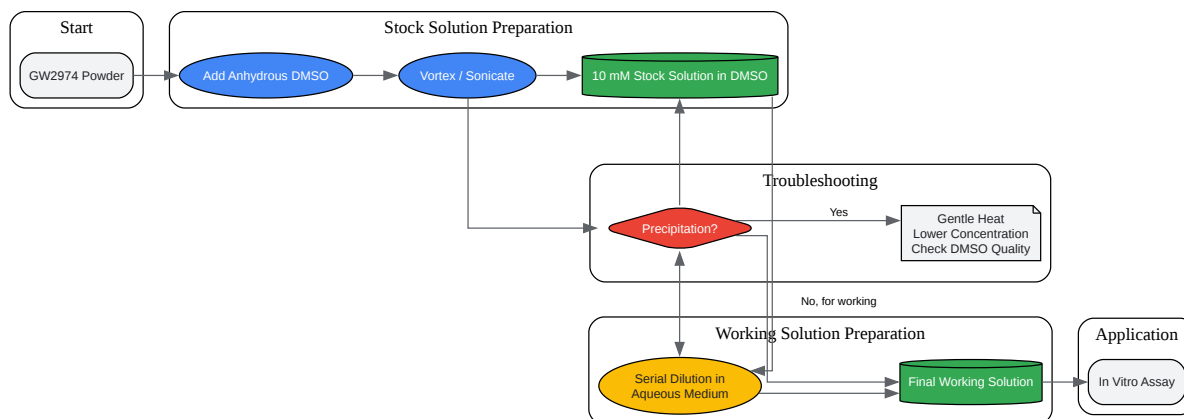 Start
GW2974 Powder
Stock Solution Preparation
Add Anhydrous DMSO
Vortex / Sonicate
10 mM Stock Solution in DMSO
Troubleshooting
Precipitation?
Yes
Gentle Heat
Lower Concentration
Check DMSO Quality
No, for working
Working Solution Preparation
Serial Dilution in
Aqueous Medium
Final Working Solution
Application
In Vitro Assay